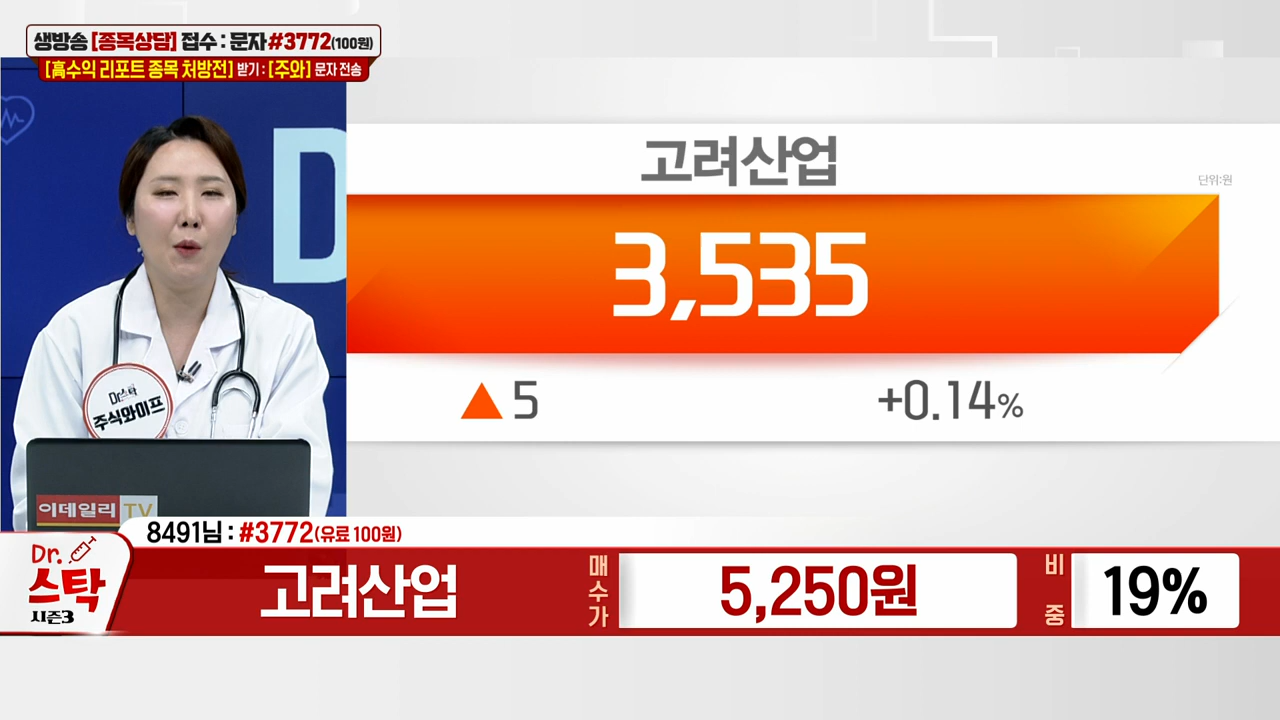 생방송 [종목상담] 접수 : 문자#3772(100원)
[高수익 리포트 종목 처방전] 받기 : [주와] 문자 전송
D
고려산업
단위:원
3,535
▲5 +0.14%
Dr.스탁
주식와이프
이데일리 TV
8491님 : #3772(유료 100원)
Dr.
스탁
시즌3
고려산업 매수가 5,250원 비중 19%